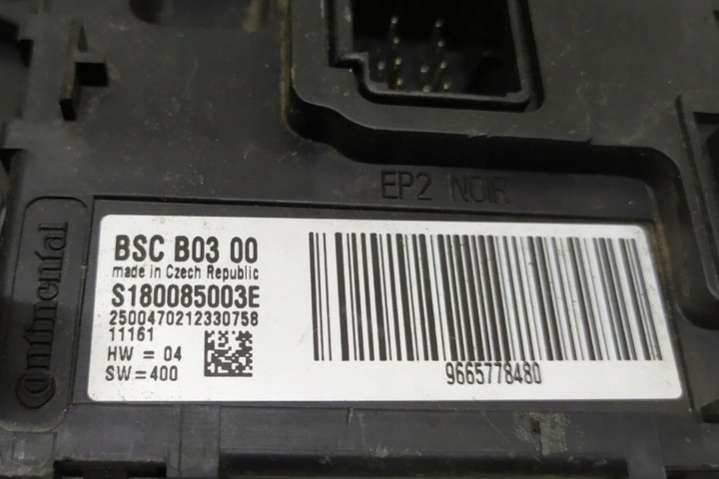 EP2 NOIR
Continental
BSC B03 00
made in Czech Republic
S180085003E
2500470212330758
11161
HW = 04
SW = 400
9665778480